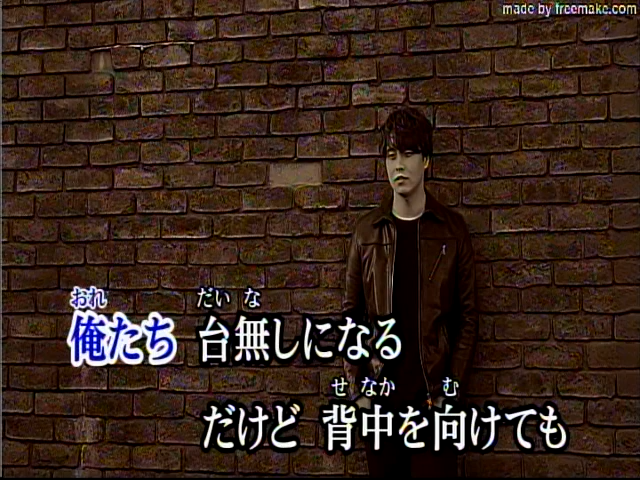 made by freemake.com
おれ だい な
俺たち 台無しになる
せ なか む
だけど 背中を向けても